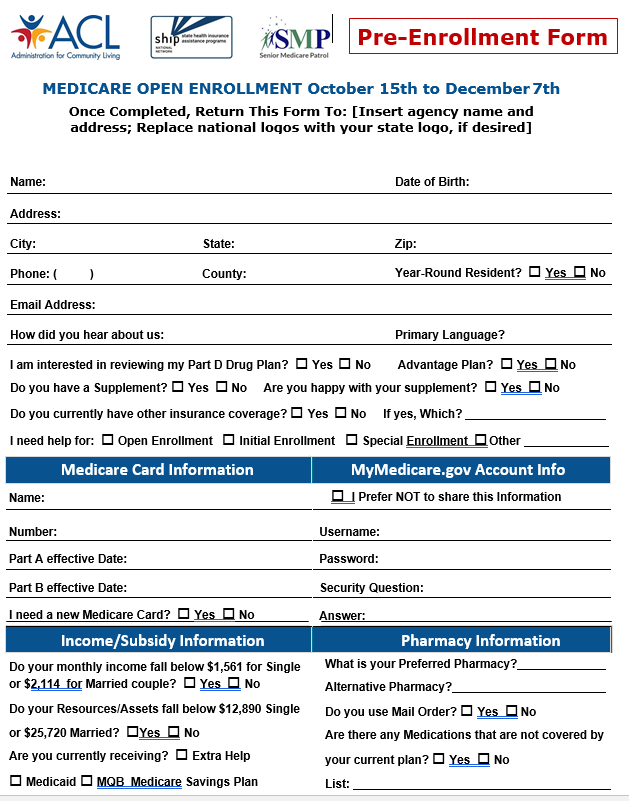 ACL
Administration for Community Living
ship state health insurance assistance programs
NATIONAL NETWORK
SMP
Senior Medicare Patrol
Pre-Enrollment Form
MEDICARE OPEN ENROLLMENT October 15th to December 7th
Once Completed, Return This Form To: [Insert agency name and
address; Replace national logos with your state logo, if desired]
Name: Date of Birth:
Address:
City: State: Zip:
Phone: ( ) County: Year-Round Resident? ☐ Yes ☐ No
Email Address:
How did you hear about us: Primary Language?
I am interested in reviewing my Part D Drug Plan? ☐ Yes ☐ No Advantage Plan? ☐ Yes ☐ No
Do you have a Supplement? ☐ Yes ☐ No Are you happy with your supplement? ☐ Yes ☐ No
Do you currently have other insurance coverage? ☐ Yes ☐ No If yes, Which? ____________________
I need help for: ☐ Open Enrollment ☐ Initial Enrollment ☐ Special Enrollment ☐ Other ____________
Medicare Card Information
Name:
Number:
Part A effective Date:
Part B effective Date:
I need a new Medicare Card? ☐ Yes ☐ No
MyMedicare.gov Account Info
☐ I Prefer NOT to share this Information
Username:
Password:
Security Question:
Answer:
Income/Subsidy Information
Do your monthly income fall below $1,561 for Single
or $2,114 for Married couple? ☐ Yes ☐ No
Do your Resources/Assets fall below $12,890 Single
or $25,720 Married? ☐Yes ☐ No
Are you currently receiving? ☐ Extra Help
☐ Medicaid ☐ MQB Medicare Savings Plan
Pharmacy Information
What is your Preferred Pharmacy?_____________
Alternative Pharmacy?______________________
Do you use Mail Order? ☐ Yes ☐ No
Are there any Medications that are not covered by
your current plan? ☐ Yes ☐ No
List: ____________________________________